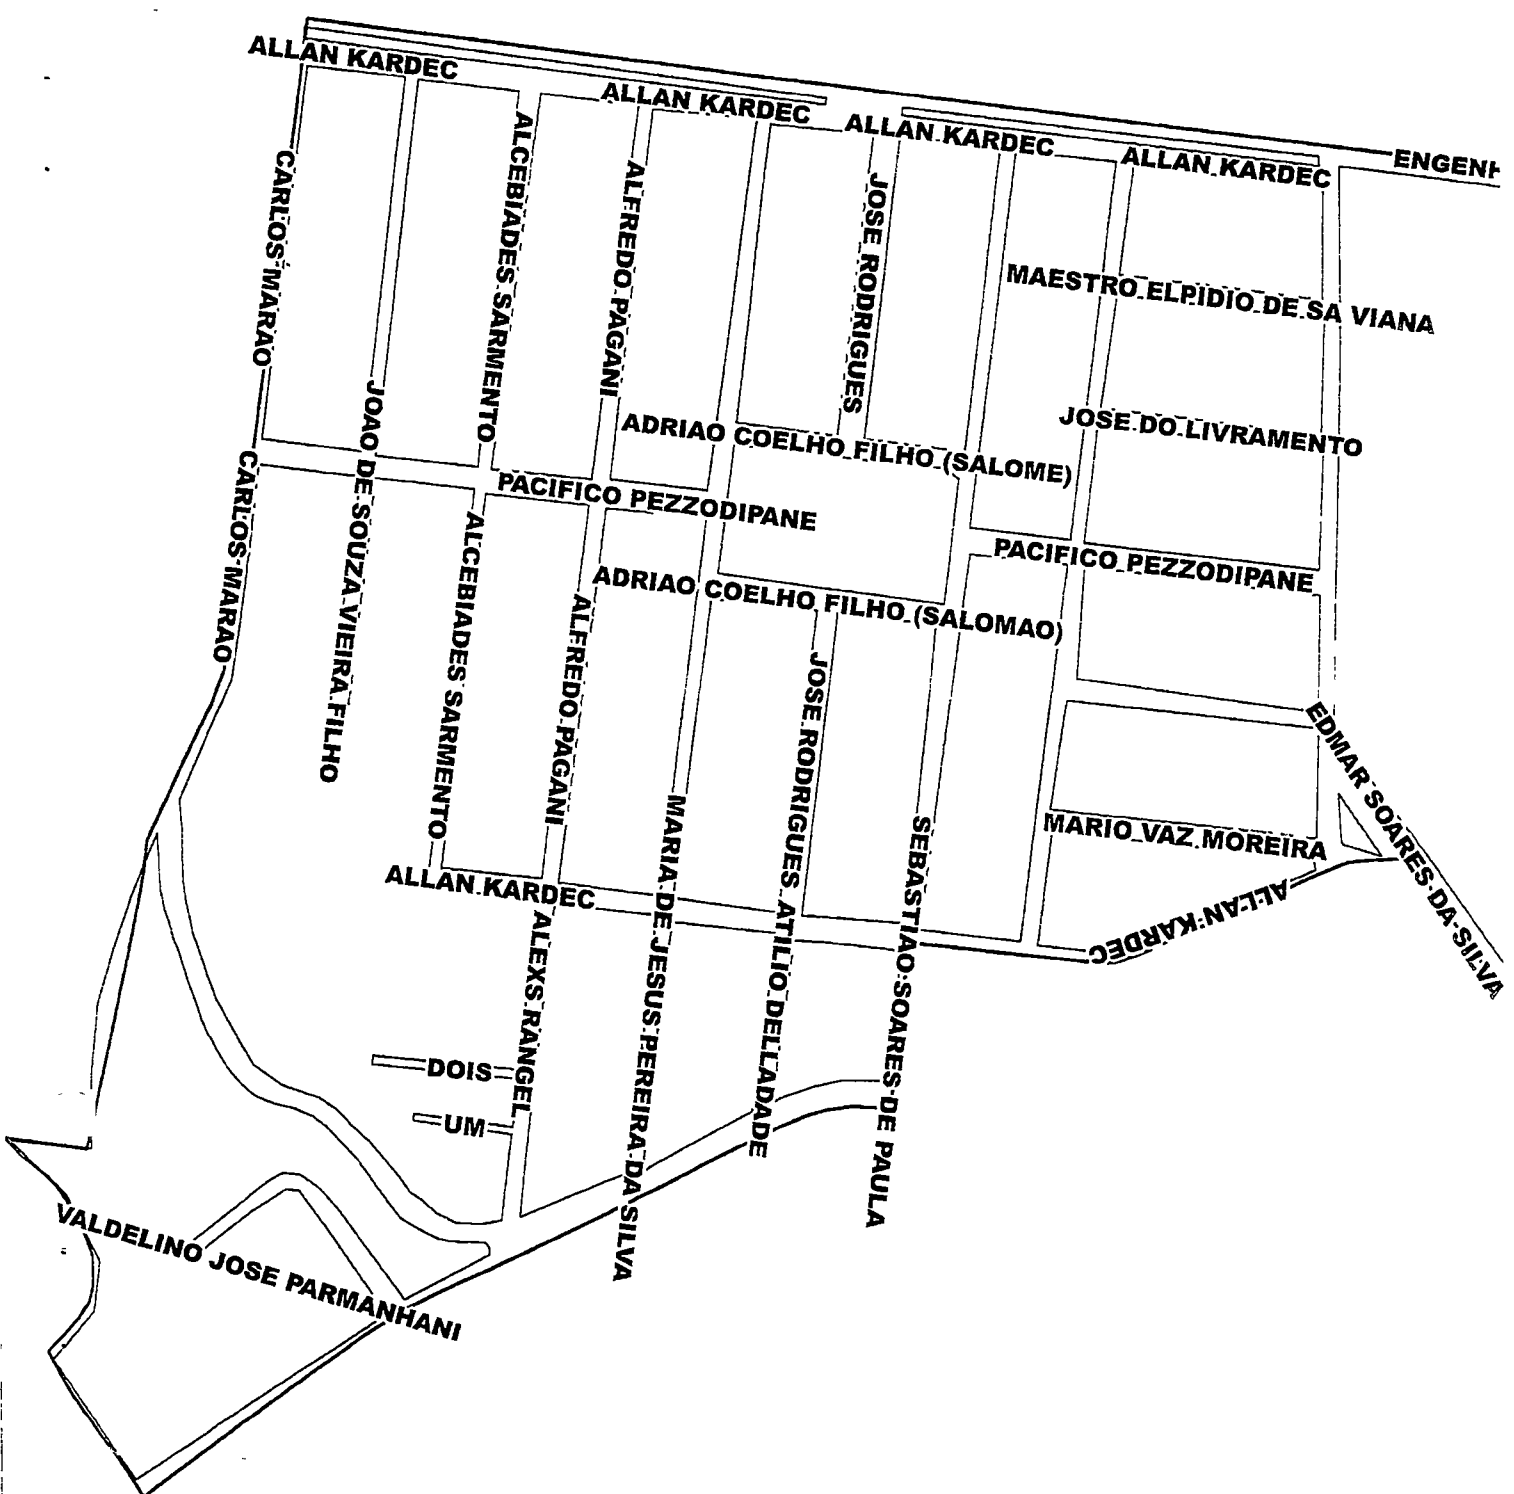 ALLAN KARDEC
ALLAN KARDEC
ALLAN KARDEC
ALLAN KARDEC
ENGENH
CARLOS MARAO
ALCEBIADES SARMENTO
ALFREDO PAGANI
JOSE RODRIGUES
MAESTRO ELPIDIO DE SA VIANA
JOAO DE SOUZA VIEIRA FILHO
ADRIAO COELHO FILHO (SALOME)
JOSE DO LIVRAMENTO
CARLOS MARAO
PACIFICO PEZZODIPANE
PACIFICO PEZZODIPANE
ALCEBIADES SARMENTO
ALFREDO PAGANI
ADRIAO COELHO FILHO (SALOMAO)
JOSE RODRIGUES
EDMAR SOARES DA SILVA
MARIA DE JESUS PEREIRA DA SILVA
SEBASTIAO SOARES DE PAULA
MARIO VAZ MOREIRA
ALLAN KARDEC
ALLAN KARDEC
ALEXS RANGEL
ATILIO DELLADADE
DOIS
UM
VALDELINO JOSE PARMANHANI